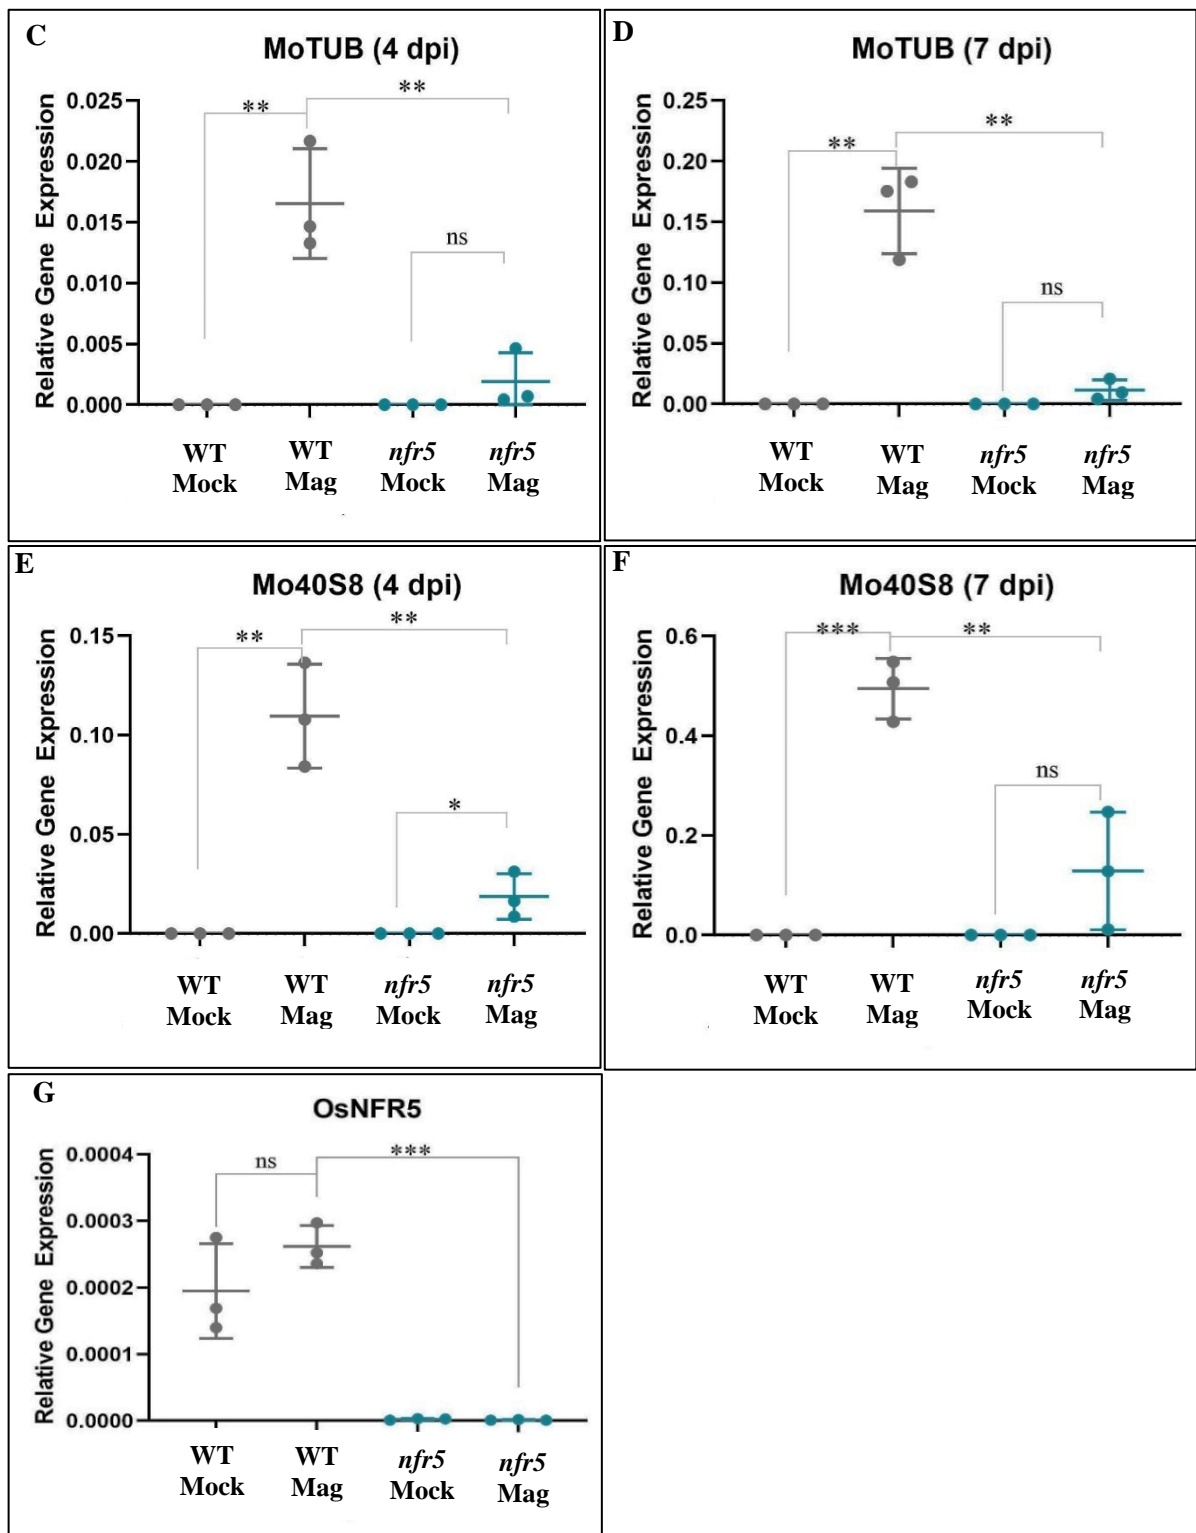 C
MoTUB (4 dpi)
Relative Gene Expression
0.025
0.020
0.015
0.010
0.005
0.000
**
**
ns
WT
Mock
WT
Mag
nfr5
Mock
nfr5
Mag
D
MoTUB (7 dpi)
Relative Gene Expression
0.25
0.20
0.15
0.10
0.05
0.00
**
**
ns
WT
Mock
WT
Mag
nfr5
Mock
nfr5
Mag
E
Mo40S8 (4 dpi)
Relative Gene Expression
0.15
0.10
0.05
0.00
**
**
*
WT
Mock
WT
Mag
nfr5
Mock
nfr5
Mag
F
Mo40S8 (7 dpi)
Relative Gene Expression
0.6
0.4
0.2
0.0
***
**
ns
WT
Mock
WT
Mag
nfr5
Mock
nfr5
Mag
G
OsNFR5
Relative Gene Expression
0.0004
0.0003
0.0002
0.0001
0.0000
ns
***
WT
Mock
WT
Mag
nfr5
Mock
nfr5
Mag